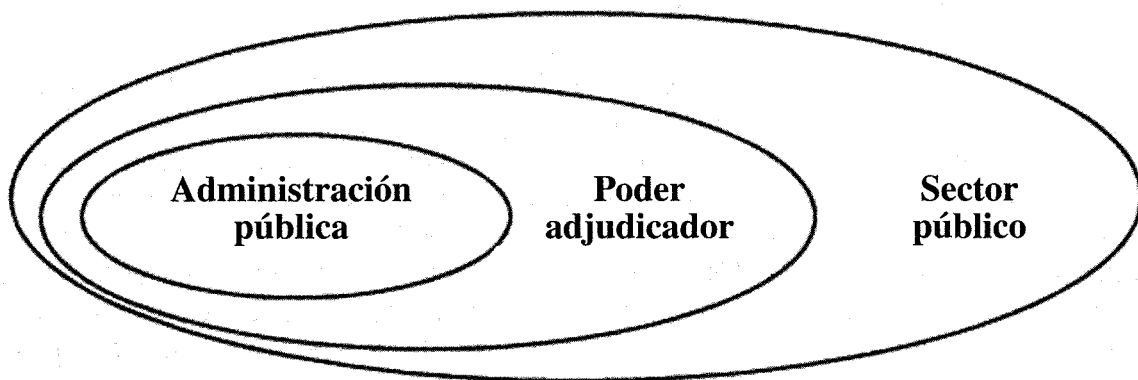 Administración
pública
Poder
adjudicador
Sector
público